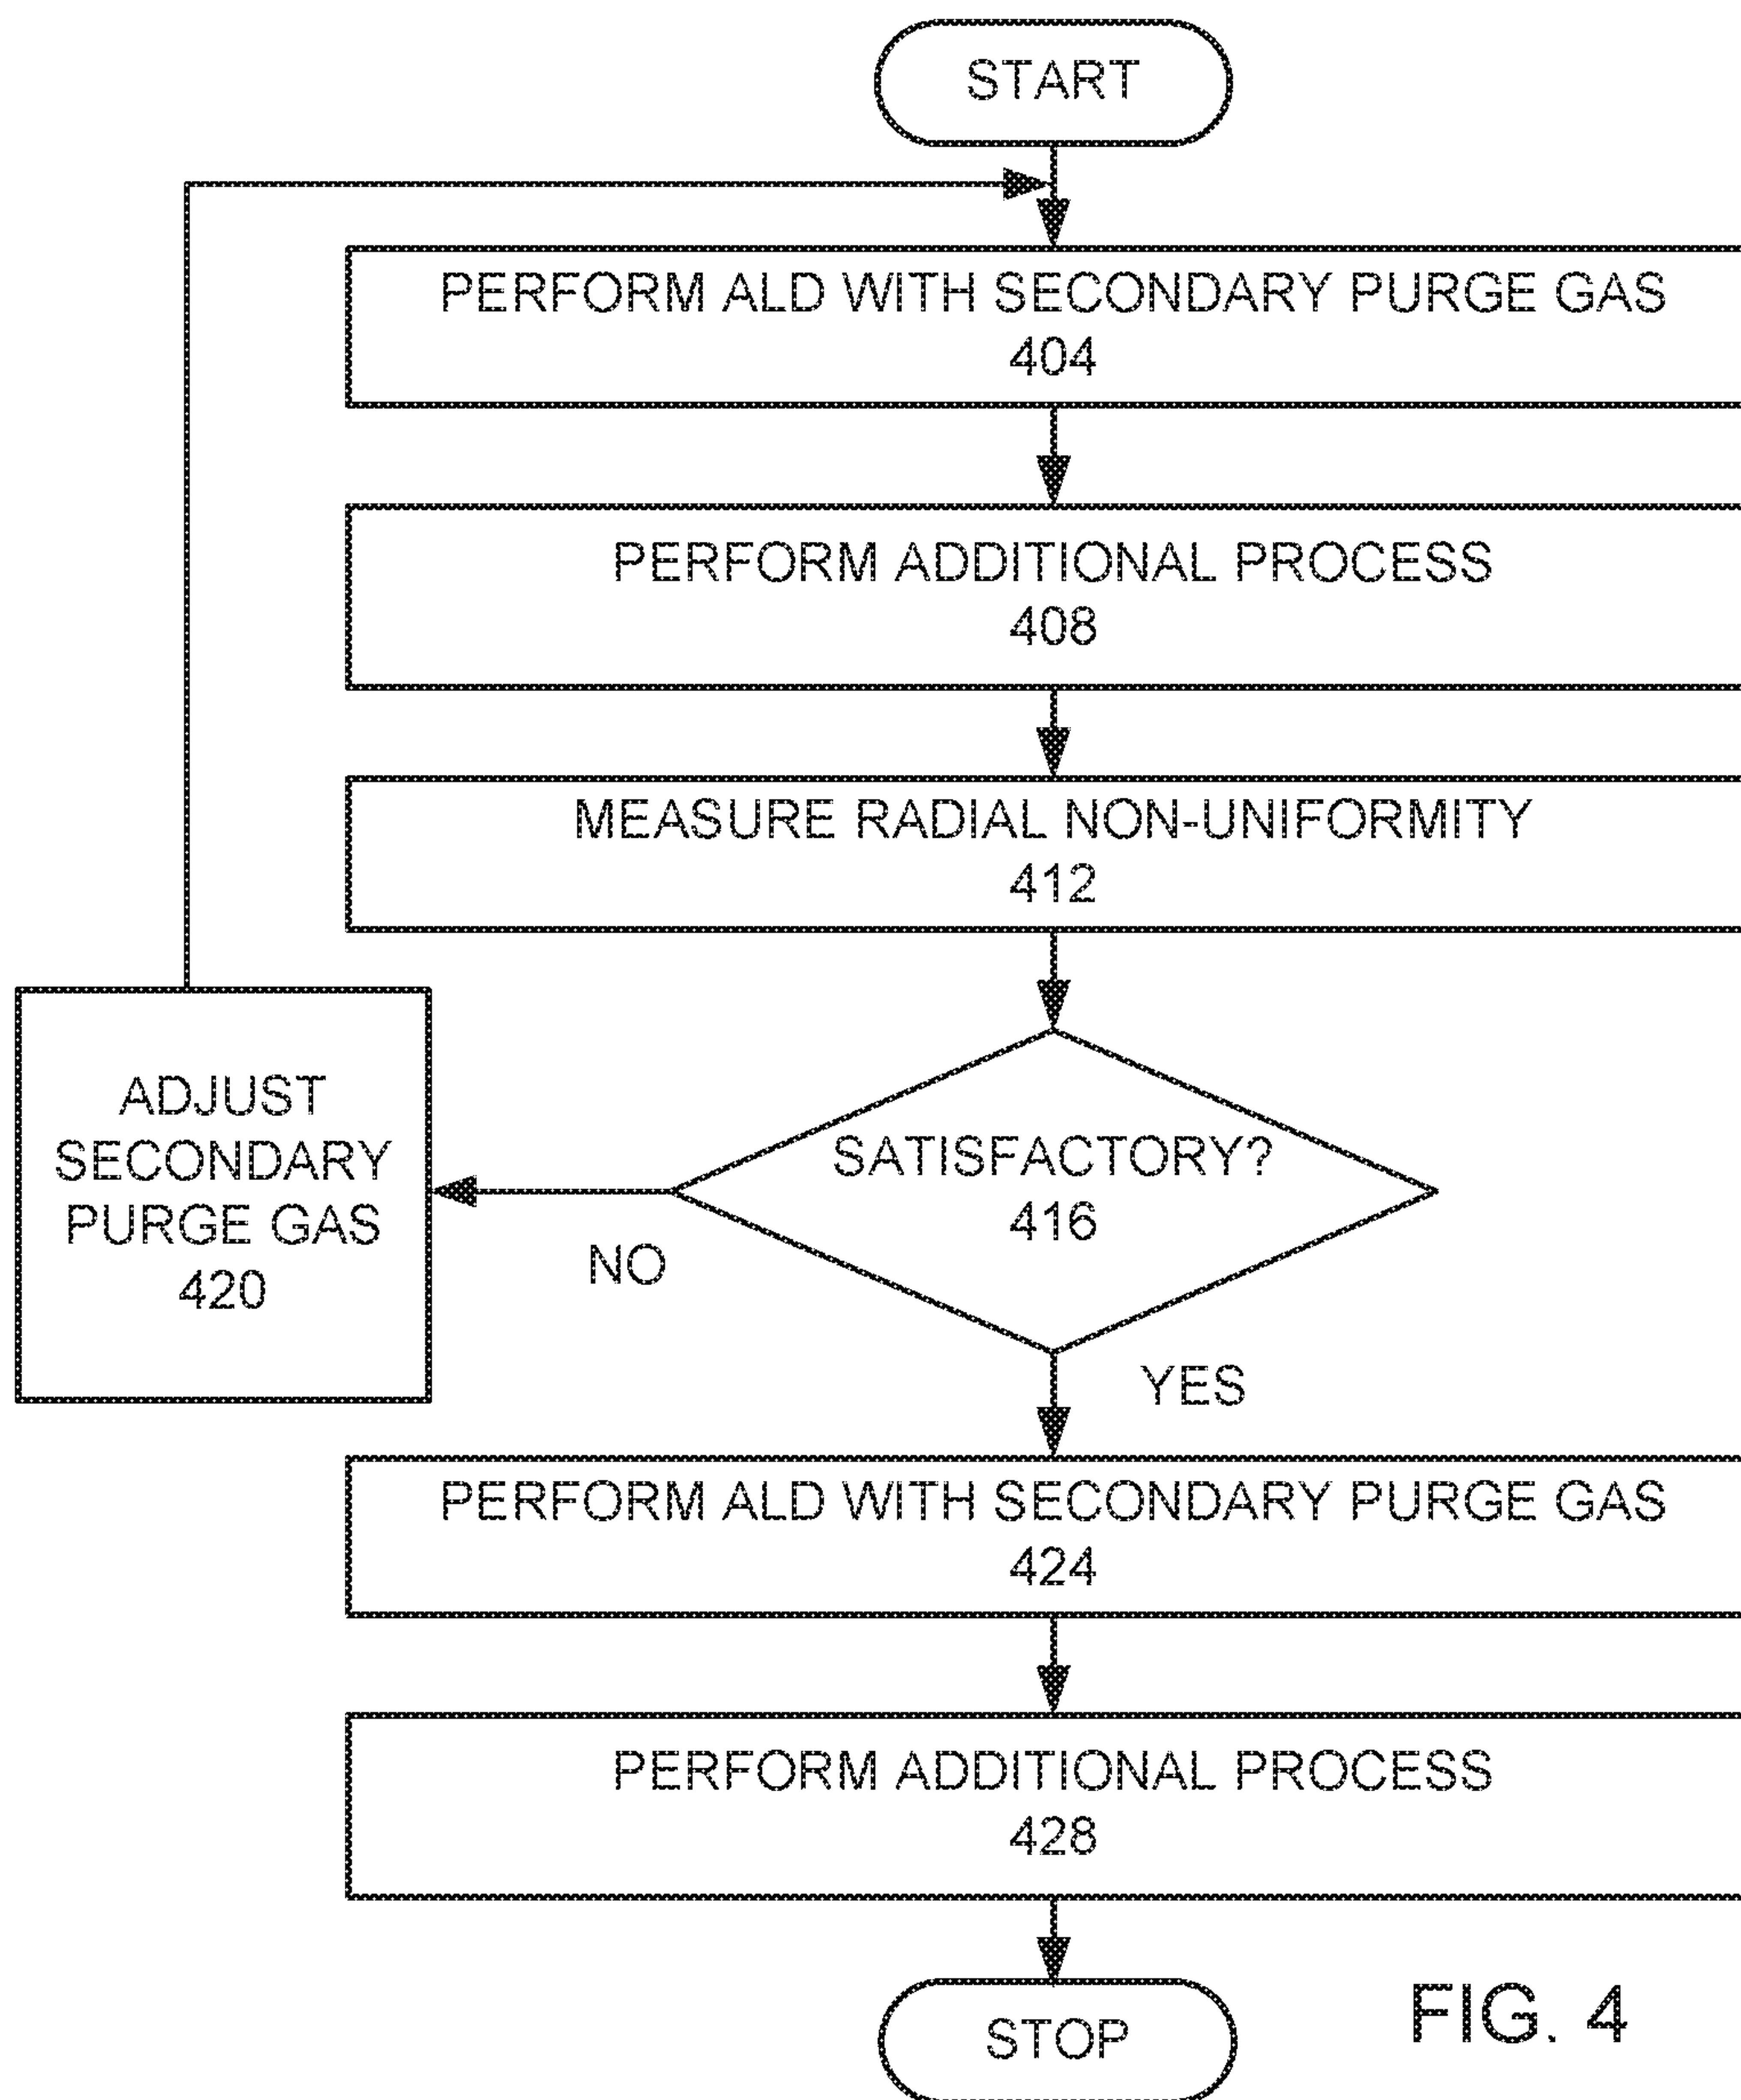 START
PERFORM ALD WITH SECONDARY PURGE GAS
404
PERFORM ADDITIONAL PROCESS
408
MEASURE RADIAL NON-UNIFORMITY
412
SATISFACTORY?
416
NO
ADJUST
SECONDARY
PURGE GAS
420
YES
PERFORM ALD WITH SECONDARY PURGE GAS
424
PERFORM ADDITIONAL PROCESS
428
STOP
FIG. 4